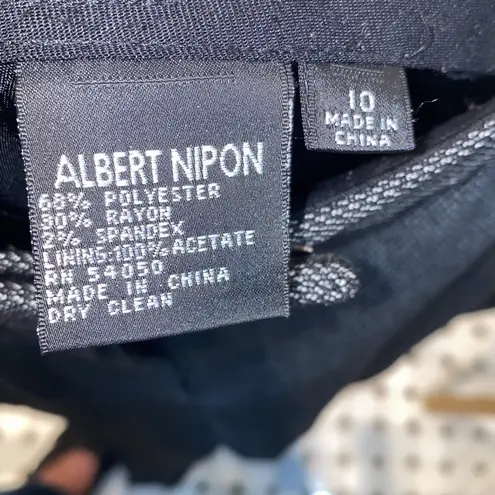 ALBERT NIPON
68% POLYESTER
30% RAYON
2% SPANDEX
LINING:100% ACETATE
RN 54050
MADE IN CHINA
DRY CLEAN
10
MADE IN
CHINA